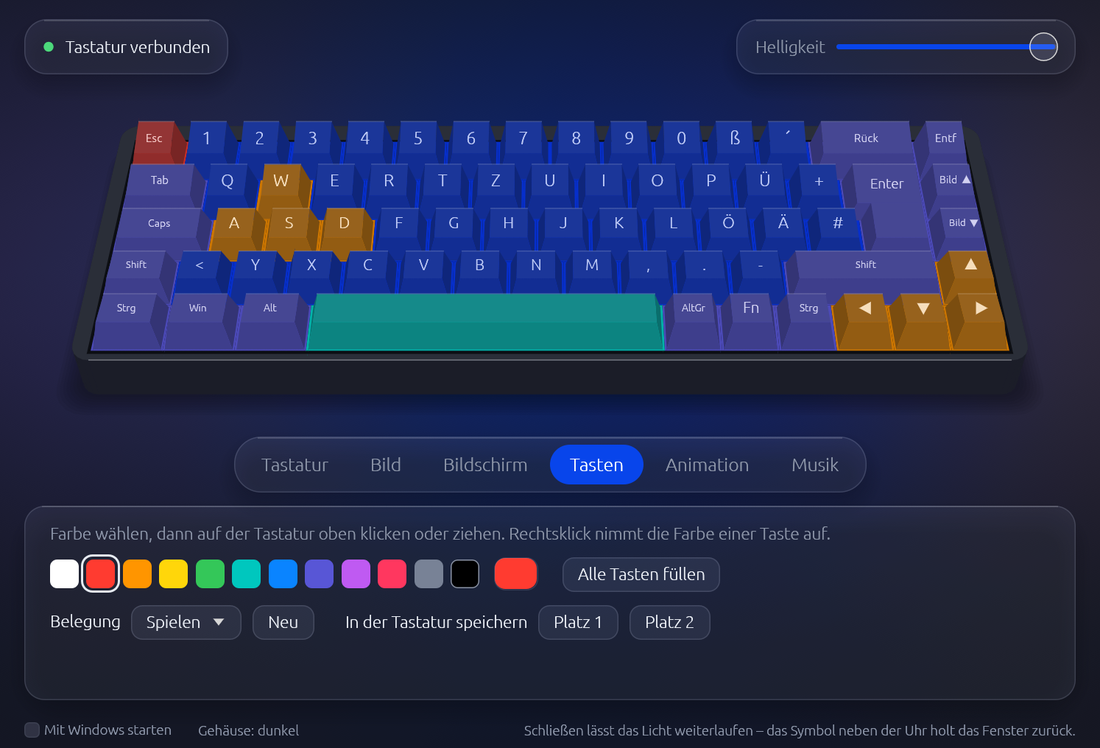 Tastatur verbunden
Helligkeit
Esc 1 2 3 4 5 6 7 8 9 0 ß ´ Rück Entf
Tab Q W E R T Z U I O P Ü + Enter Bild ▲
Caps A S D F G H J K L Ö Ä # Bild ▼
Shift < Y X C V B N M , . - Shift ▲
Strg Win Alt AltGr Fn Strg ◀ ▼ ▶
Tastatur Bild Bildschirm Tasten Animation Musik
Farbe wählen, dann auf der Tastatur oben klicken oder ziehen. Rechtsklick nimmt die Farbe einer Taste auf.
Alle Tasten füllen
Belegung Spielen ▼ Neu In der Tastatur speichern Platz 1 Platz 2
Mit Windows starten Gehäuse: dunkel Schließen lässt das Licht weiterlaufen – das Symbol neben der Uhr holt das Fenster zurück.